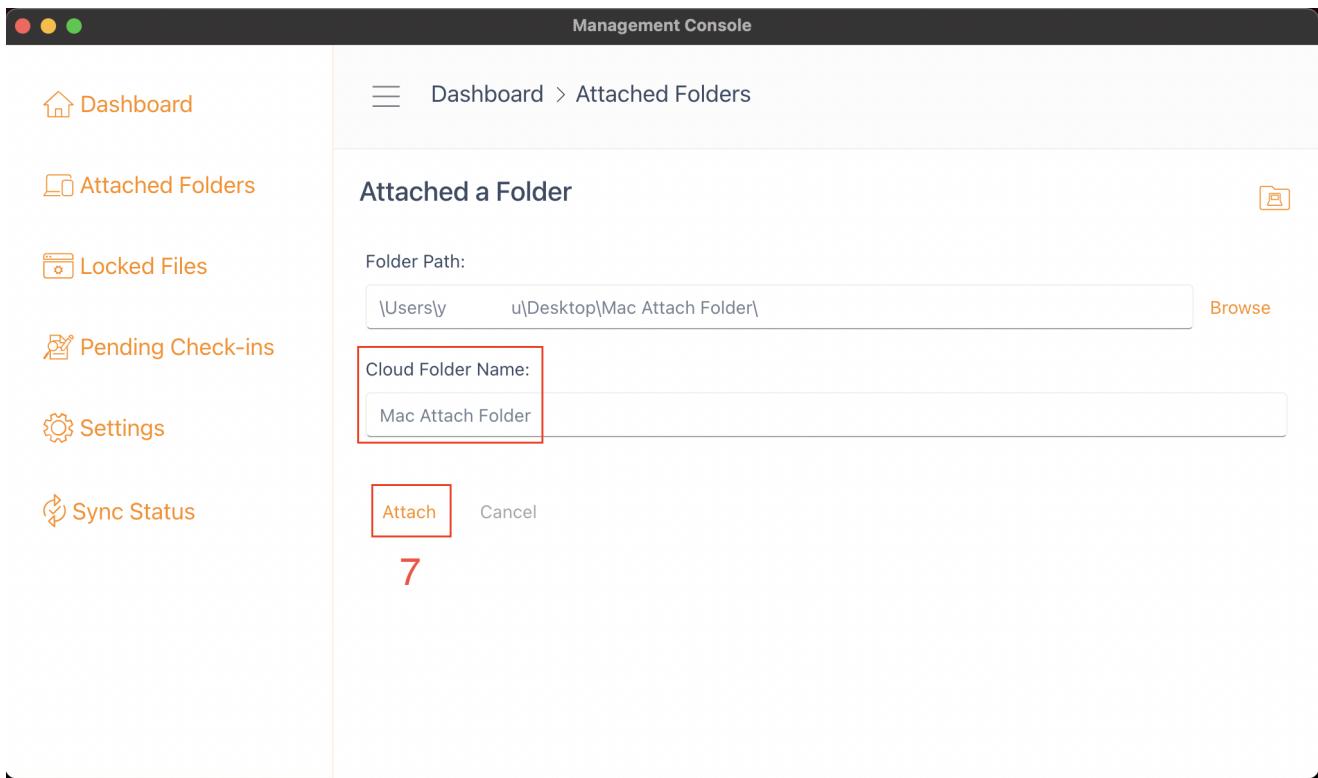 Management Console
Dashboard
Attached Folders
Locked Files
Pending Check-ins
Settings
Sync Status
Dashboard > Attached Folders
Attached a Folder
Folder Path:
\Users\y u\Desktop\Mac Attach Folder\
Browse
Cloud Folder Name:
Mac Attach Folder
Attach
Cancel
7